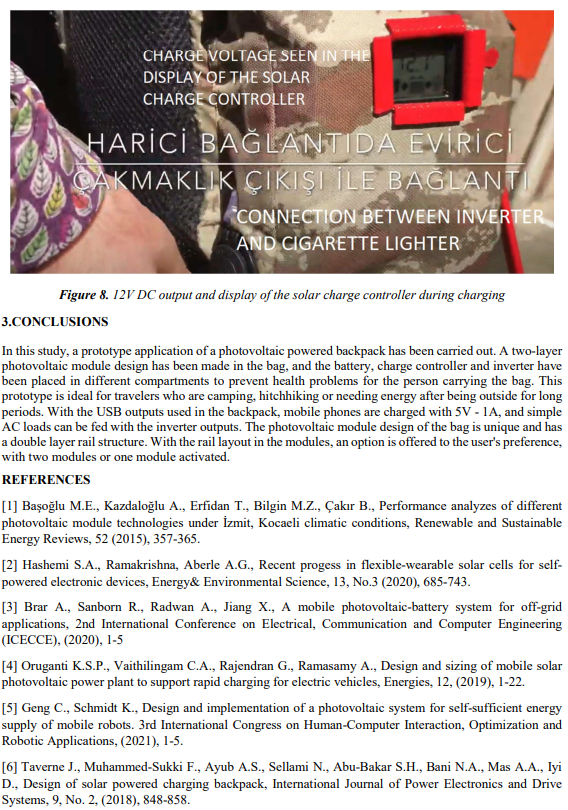 CHARGE VOLTAGE SEEN IN THE
DISPLAY OF THE SOLAR
CHARGE CONTROLLER
12.1
HARİCİ BAĞLANTIDA EVİRİCİ
ÇAKMAKLIK ÇIKIŞI İLE BAĞLANTI
CONNECTION BETWEEN INVERTER
AND CIGARETTE LIGHTER
Figure 8. 12V DC output and display of the solar charge controller during charging
3.CONCLUSIONS
In this study, a prototype application of a photovoltaic powered backpack has been carried out. A two-layer
photovoltaic module design has been made in the bag, and the battery, charge controller and inverter have
been placed in different compartments to prevent health problems for the person carrying the bag. This
prototype is ideal for travelers who are camping, hitchhiking or needing energy after being outside for long
periods. With the USB outputs used in the backpack, mobile phones are charged with 5V - 1A, and simple
AC loads can be fed with the inverter outputs. The photovoltaic module design of the bag is unique and has
a double layer rail structure. With the rail layout in the modules, an option is offered to the user's preference,
with two modules or one module activated.
REFERENCES
[1] Başoğlu M.E., Kazdaloğlu A., Erfidan T., Bilgin M.Z., Çakır B., Performance analyzes of different
photovoltaic module technologies under İzmit, Kocaeli climatic conditions, Renewable and Sustainable
Energy Reviews, 52 (2015), 357-365.
[2] Hashemi S.A., Ramakrishna, Aberle A.G., Recent progess in flexible-wearable solar cells for self-
powered electronic devices, Energy& Environmental Science, 13, No.3 (2020), 685-743.
[3] Brar A., Sanborn R., Radwan A., Jiang X., A mobile photovoltaic-battery system for off-grid
applications, 2nd International Conference on Electrical, Communication and Computer Engineering
(ICECCE), (2020), 1-5
[4] Oruganti K.S.P., Vaithilingam C.A., Rajendran G., Ramasamy A., Design and sizing of mobile solar
photovoltaic power plant to support rapid charging for electric vehicles, Energies, 12, (2019), 1-22.
[5] Geng C., Schmidt K., Design and implementation of a photovoltaic system for self-sufficient energy
supply of mobile robots. 3rd International Congress on Human-Computer Interaction, Optimization and
Robotic Applications, (2021), 1-5.
[6] Taverne J., Muhammed-Sukki F., Ayub A.S., Sellami N., Abu-Bakar S.H., Bani N.A., Mas A.A., Iyi
D., Design of solar powered charging backpack, International Journal of Power Electronics and Drive
Systems, 9, No. 2, (2018), 848-858.